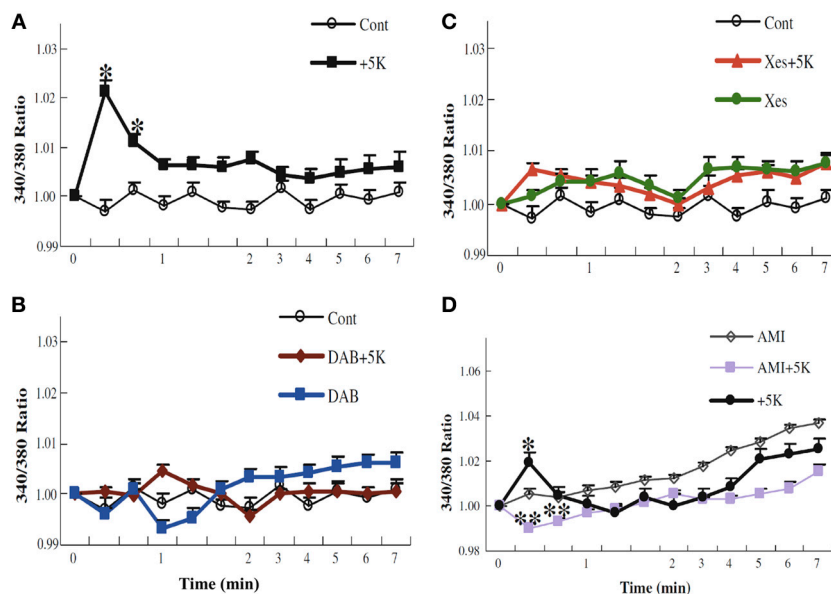 A
Cont
+5K
340/380 Ratio
1.03
1.02
1.01
1.00
0.99
*
*
0 1 2 3 4 5 6 7
C
Cont
Xes+5K
Xes
340/380 Ratio
1.03
1.02
1.01
1.00
0.99
0 1 2 3 4 5 6 7
B
Cont
DAB+5K
DAB
340/380 Ratio
1.03
1.02
1.01
1.00
0.99
0 1 2 3 4 5 6 7
Time (min)
D
AMI
AMI+5K
+5K
340/380 Ratio
1.06
1.04
1.02
1.00
0.98
*
**
**
0 1 2 3 4 5 6 7
Time (min)